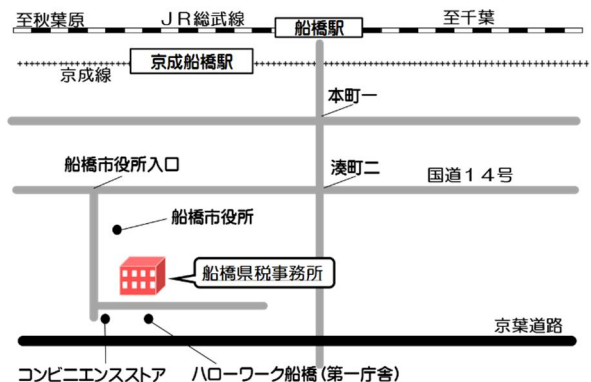 至秋葉原
JR総武線
船橋駅
至千葉
京成線
京成船橋駅
本町一
船橋市役所入口
湊町二
国道14号
船橋市役所
船橋県税事務所
京葉道路
コンビニエンスストア
ハローワーク船橋(第一庁舎)